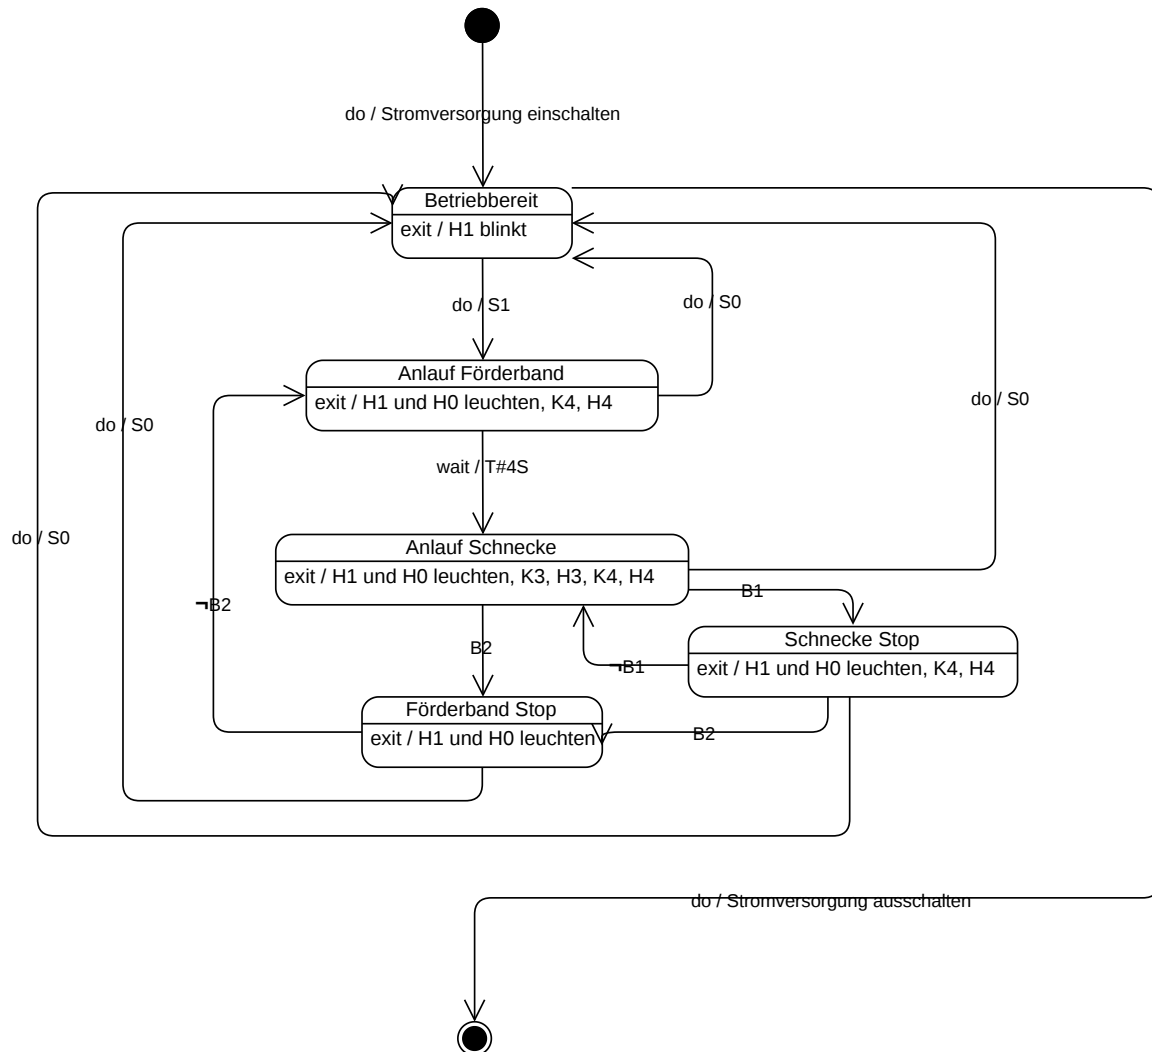 do / Stromversorgung einschalten
Betriebbereit
exit / H1 blinkt
do / S1
do / S0
Anlauf Förderband
exit / H1 und H0 leuchten, K4, H4
do / S0
do / S0
wait / T#4S
do / S0
Anlauf Schnecke
exit / H1 und H0 leuchten, K3, H3, K4, H4
B1
¬B2
Schnecke Stop
exit / H1 und H0 leuchten, K4, H4
B2
¬B1
Förderband Stop
exit / H1 und H0 leuchten
B2
do / Stromversorgung ausschalten